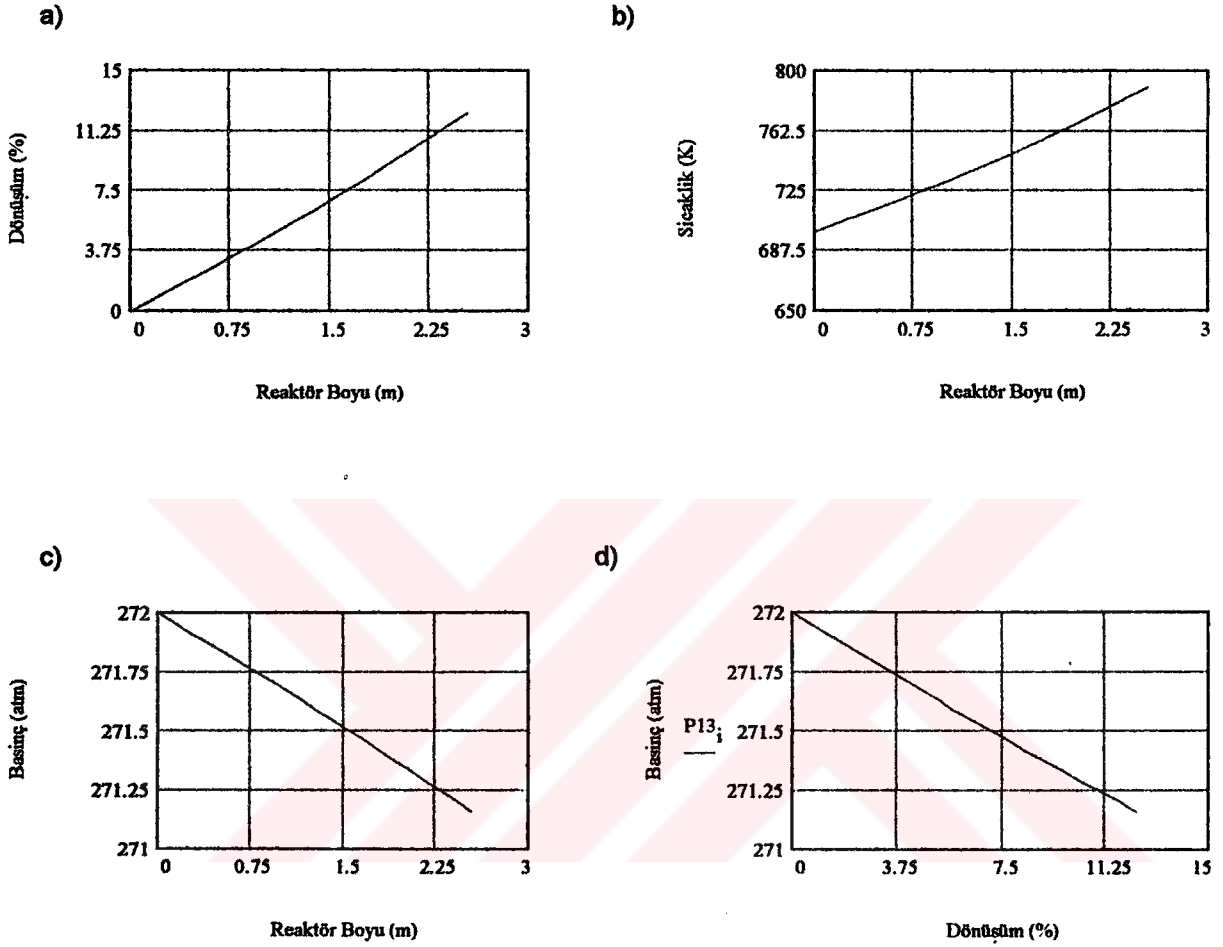 a)
15
11.25
7.5
3.75
0
0 0.75 1.5 2.25 3
Dönüşüm (%)
Reaktör Boyu (m)
b)
800
762.5
725
687.5
650
0 0.75 1.5 2.25 3
Sicaklik (K)
Reaktör Boyu (m)
c)
272
271.75
271.5
271.25
271
0 0.75 1.5 2.25 3
Basinç (atm)
Reaktör Boyu (m)
d)
272
271.75
271.5
271.25
271
0 3.75 7.5 11.25 15
Basinç (atm)
P13i
Dönüşüm (%)